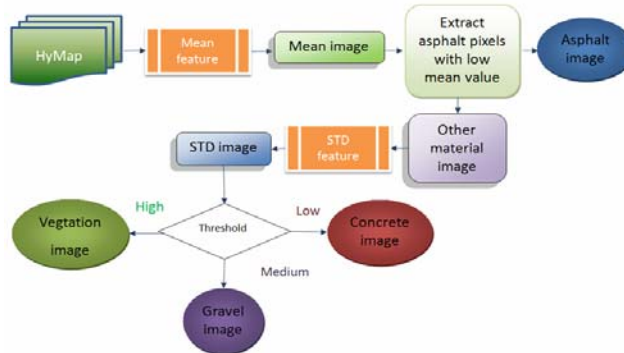 HyMap
Mean
feature
Mean image
Extract
asphalt pixels
with low
mean value
Asphalt
image
STD image
STD
feature
Other
material
image
High
Low
Vegtation
image
Threshold
Concrete
image
Medium
Gravel
image